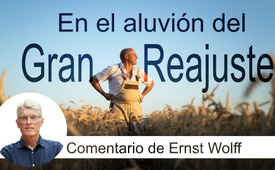 En el aluvión del
Gran Reajuste
Comentario de Ernst Wolff